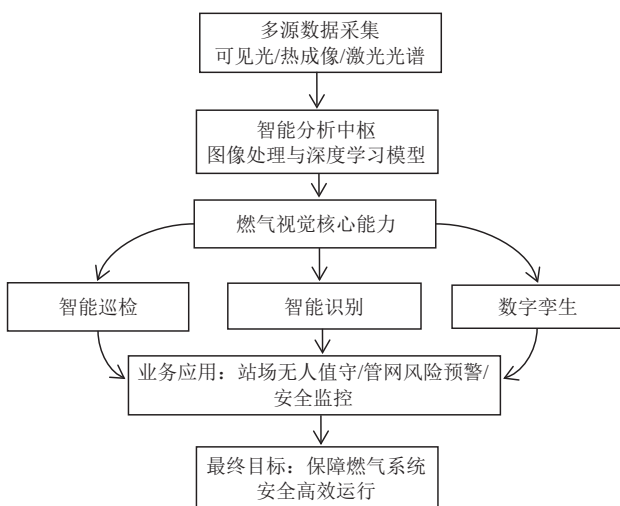 多源数据采集
可见光/热成像/激光光谱
智能分析中枢
图像处理与深度学习模型
燃气视觉核心能力
智能巡检
智能识别
数字孪生
业务应用：站场无人值守/管网风险预警/
安全监控
最终目标：保障燃气系统
安全高效运行